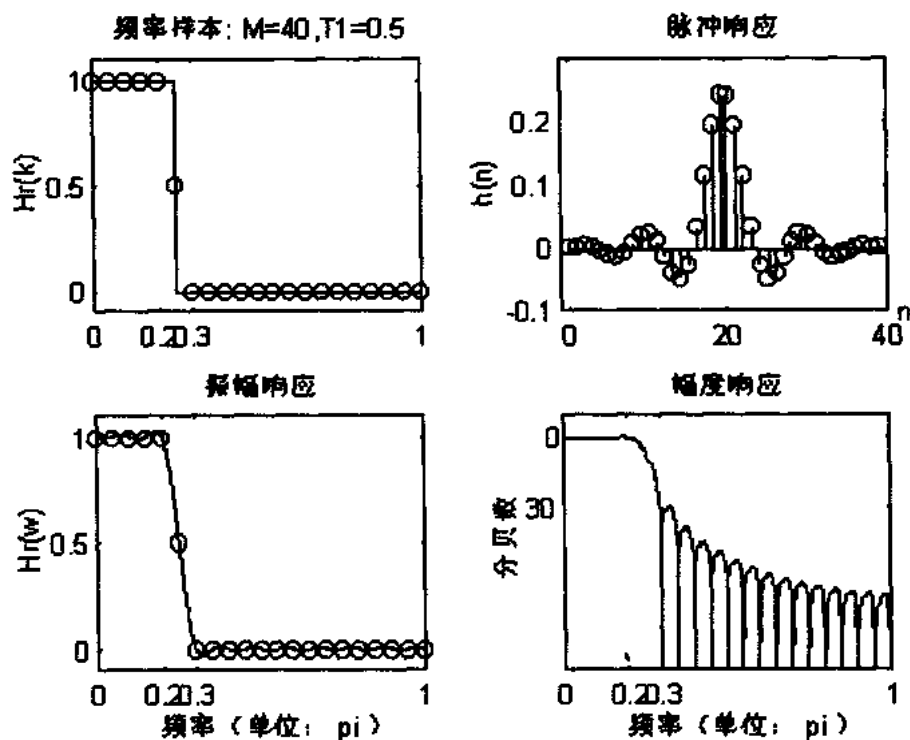 频率样本: M=40,T1=0.5
Hr(k)
1
0.5
0
0 0.2 0.3 1
脉冲响应
h(n)
0.2
0.1
0
-0.1
0 20 40
n
振幅响应
Hr(w)
1
0.5
0
0 0.2 0.3 1
频率（单位： pi）
幅度响应
分贝数
0
30
0 0.2 0.3 1
频率（单位： pi）